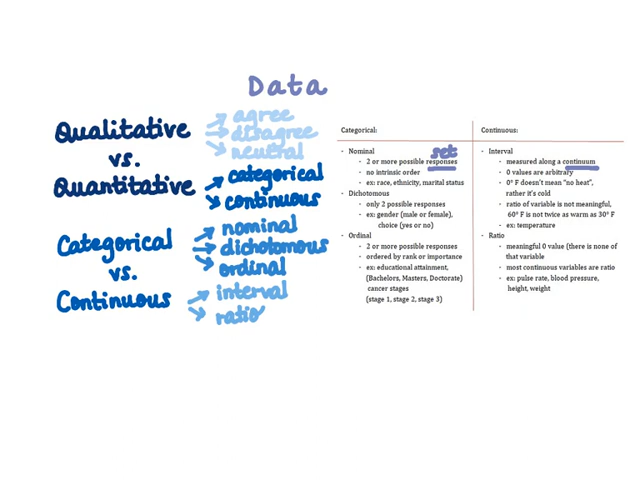 Data
Qualitative
vs.
Quantitative
agree
disagree
neutral
categorical
continuous
Categorical
vs.
Continuous
nominal
dichotomous
ordinal
interval
ratio
Categorical:
- Nominal
set
• 2 or more possible responses
• no intrinsic order
• ex: race, ethnicity, marital status
- Dichotomous
• only 2 possible responses
• ex: gender (male or female),
choice (yes or no)
- Ordinal
• 2 or more possible responses
• ordered by rank or importance
• ex: educational attainment,
(Bachelors, Masters, Doctorate)
cancer stages
(stage 1, stage 2, stage 3)
Continuous:
- Interval
• measured along a continuum
• 0 values are arbitrary
• 0° F doesn't mean "no heat",
rather it's cold
• ratio of variable is not meaningful,
60° F is not twice as warm as 30° F
• ex: temperature
- Ratio
• meaningful 0 value (there is none of
that variable
• most continuous variables are ratio
• ex: pulse rate, blood pressure,
height, weight